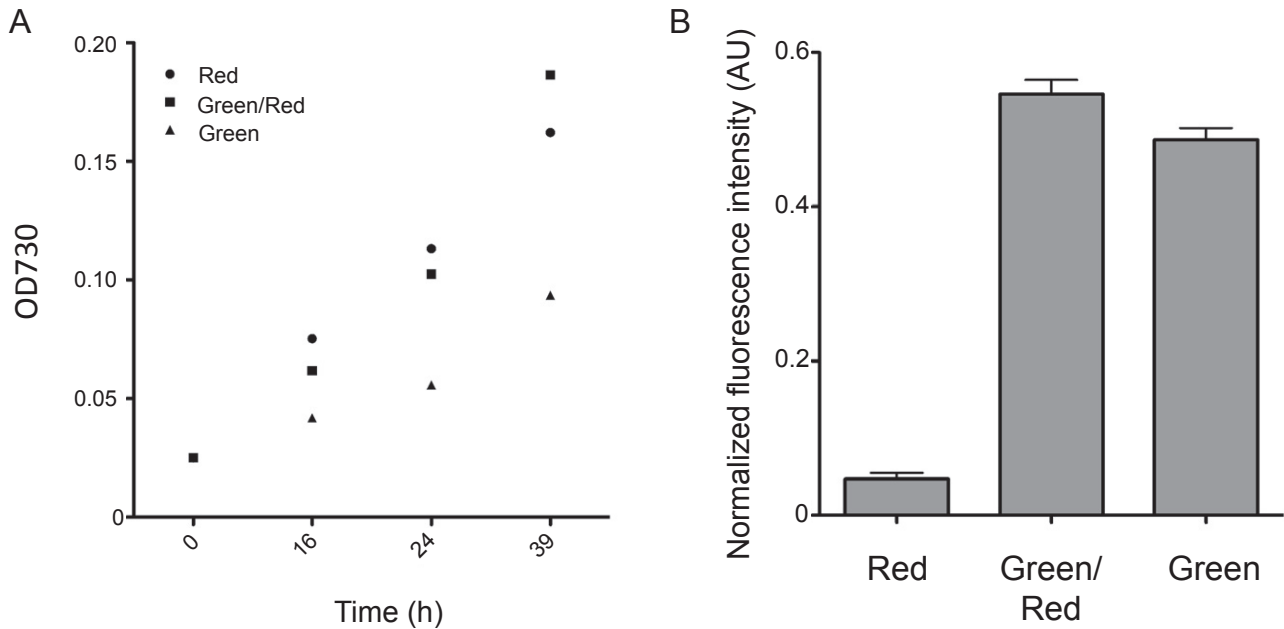 A
OD730
0.20
0.15
0.10
0.05
0
Red
Green/Red
Green
0
16
24
39
Time (h)
B
Normalized fluorescence intensity (AU)
0.6
0.4
0.2
0
Red
Green/
Red
Green